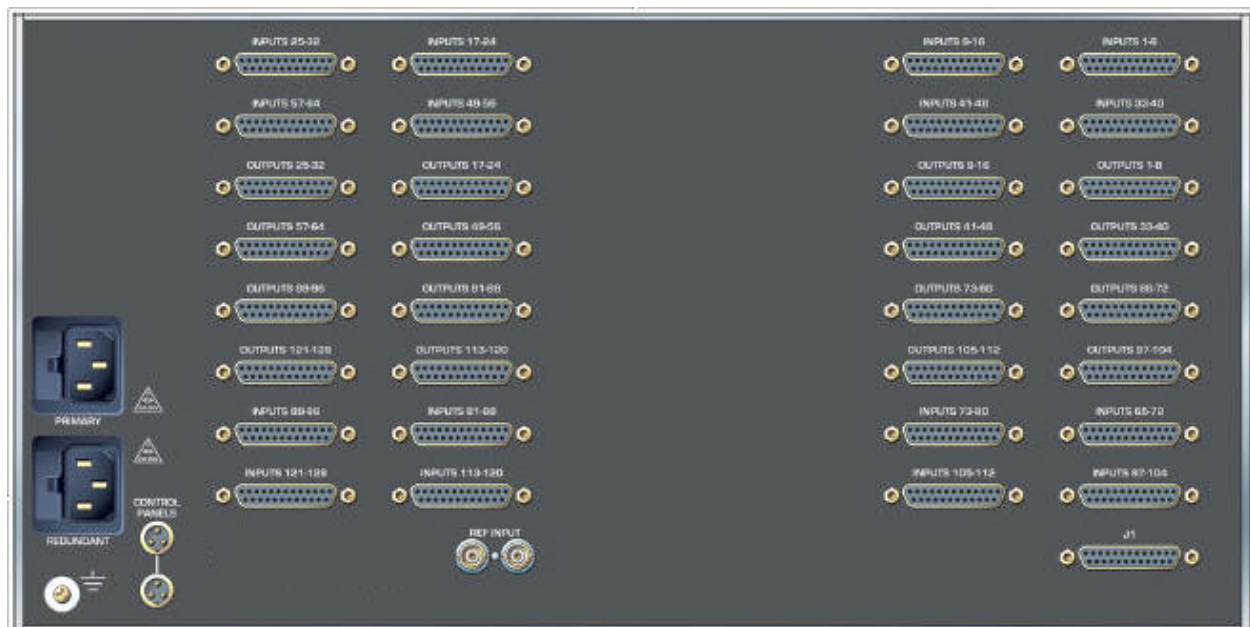 INPUTS 25-32 INPUTS 17-24 INPUTS 9-16 INPUTS 1-8
INPUTS 57-64 INPUTS 49-56 INPUTS 41-48 INPUTS 33-40
OUTPUTS 25-32 OUTPUTS 17-24 OUTPUTS 9-16 OUTPUTS 1-8
OUTPUTS 57-64 OUTPUTS 49-56 OUTPUTS 41-48 OUTPUTS 33-40
OUTPUTS 89-96 OUTPUTS 81-88 OUTPUTS 73-80 OUTPUTS
OUTPUTS 121-128 OUTPUTS 113-120 OUTPUTS 105-112 OUTPUTS 97-104
PRIMARY
INPUTS 89-96 INPUTS 81-88 INPUTS 73-80 INPUTS 65-72
INPUTS 121-128 INPUTS 113-120 INPUTS 105-112 INPUTS 97-104
CONTROL
PANELS
REDUNDANT
REF INPUT
J1